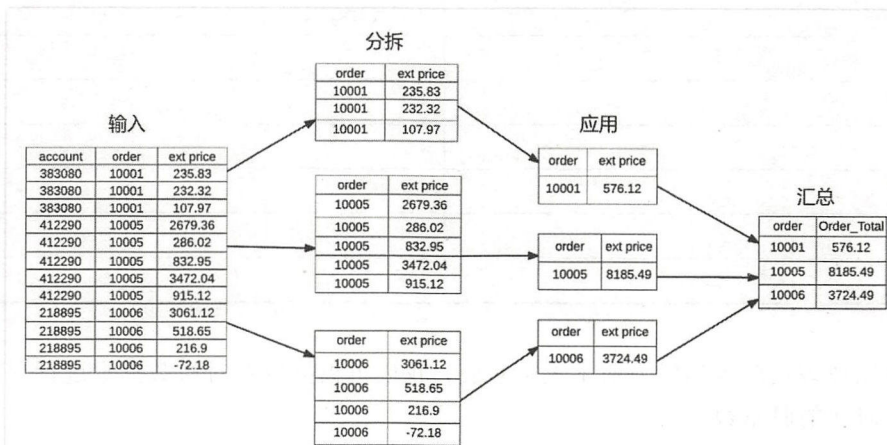 分拆
order ext price
10001 235.83
10001 232.32
10001 107.97
输入
account order ext price
383080 10001 235.83
383080 10001 232.32
383080 10001 107.97
412290 10005 2679.36
412290 10005 286.02
412290 10005 832.95
412290 10005 3472.04
412290 10005 915.12
218895 10006 3061.12
218895 10006 518.65
218895 10006 216.9
218895 10006 -72.18
order ext price
10005 2679.36
10005 286.02
10005 832.95
10005 3472.04
10005 915.12
order ext price
10006 3061.12
10006 518.65
10006 216.9
10006 -72.18
应用
order ext price
10001 576.12
order ext price
10005 8185.49
order ext price
10006 3724.49
汇总
order Order_Total
10001 576.12
10005 8185.49
10006 3724.49